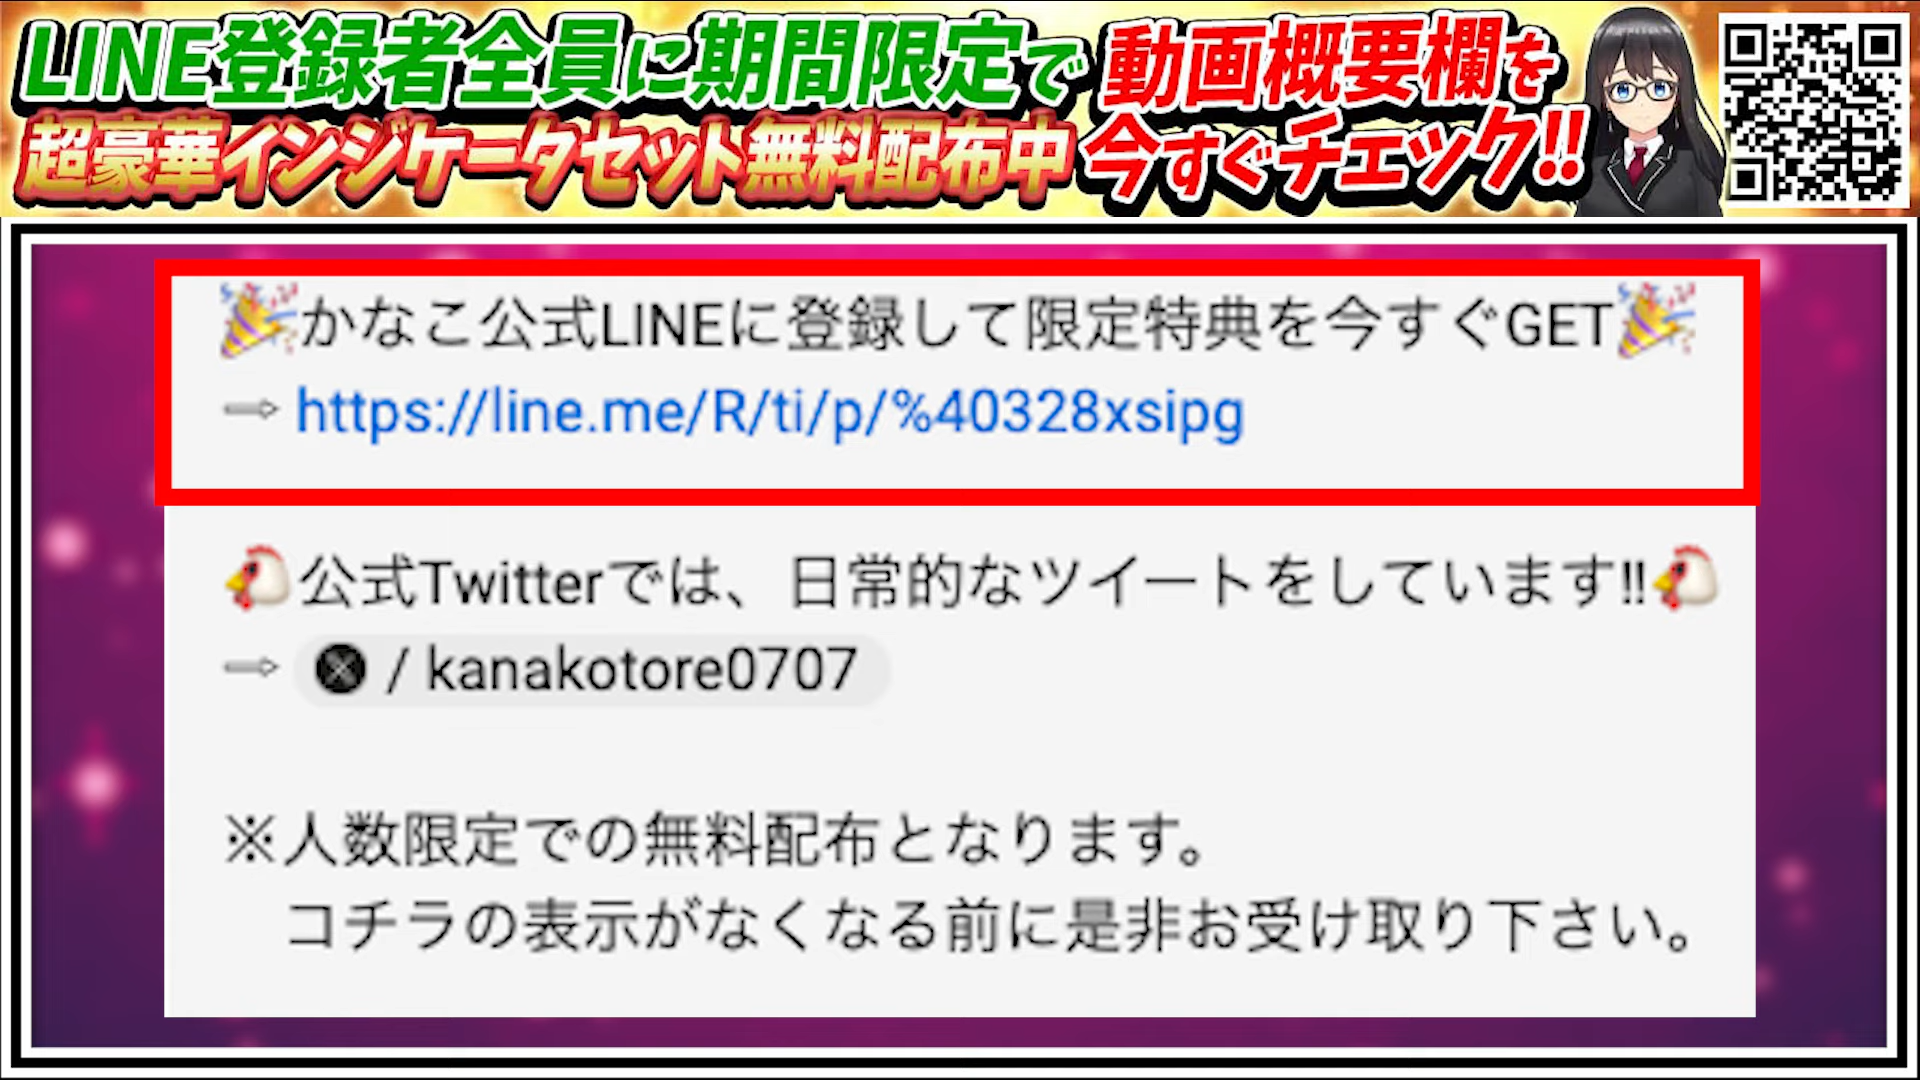 LINE登録者全員に期間限定で
超豪華インジケータセット無料配布中
動画概要欄を
今すぐチェック!!
🎉かなこ公式LINEに登録して限定特典を今すぐGET🎉
⇒ https://line.me/R/ti/p/%40328xsipg
🐔公式Twitterでは、日常的なツイートをしています‼🐔
⇒ / kanakotore0707
※人数限定での無料配布となります。
コチラの表示がなくなる前に是非お受け取り下さい。